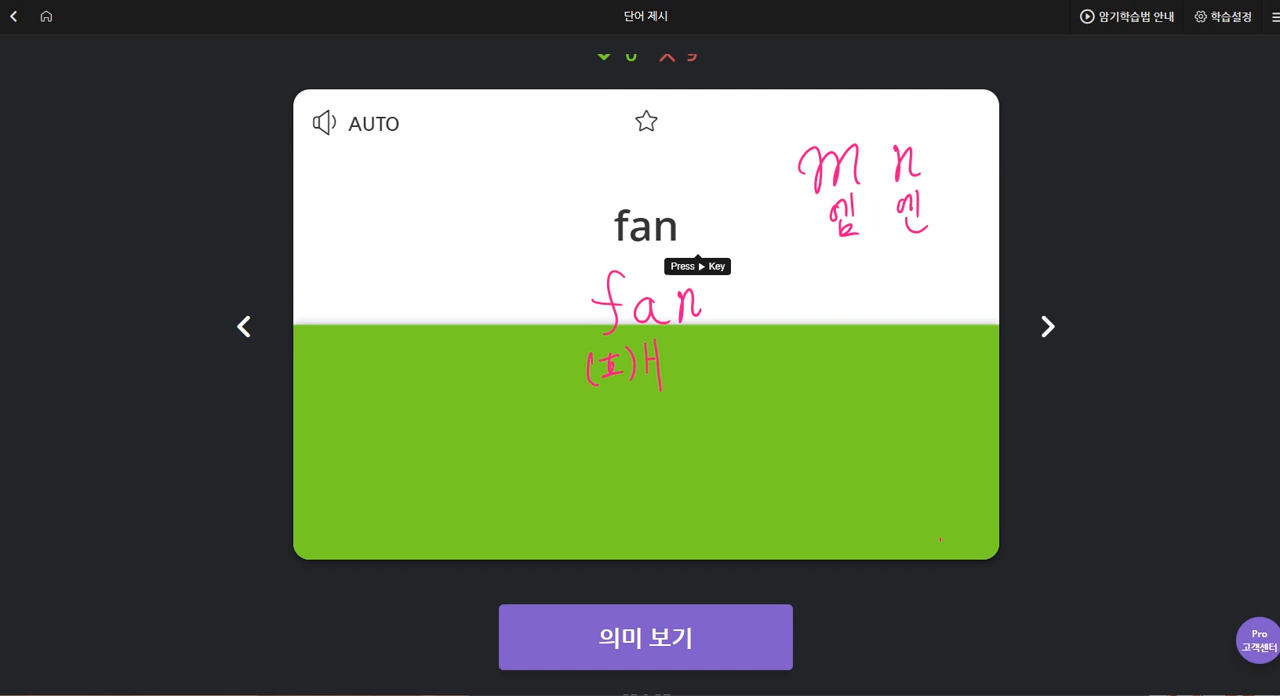 단어 제시
암기학습법 안내
학습설정
AUTO
m n
엠 엔
fan
Press ▶ Key
fan
(프)ㅐ
의미 보기
Pro
고객센터